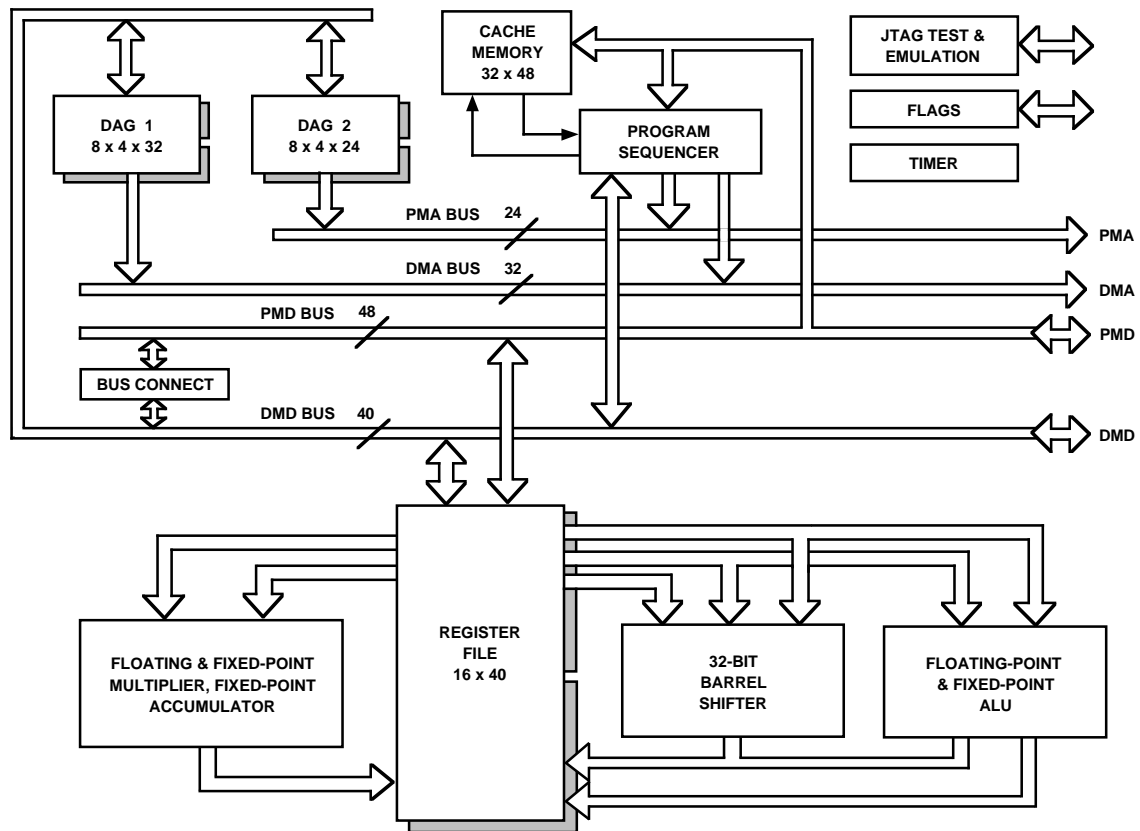 CACHE
MEMORY
32 x 48
JTAG TEST &
EMULATION
FLAGS
TIMER
DAG 1
8 x 4 x 32
DAG 2
8 x 4 x 24
PROGRAM
SEQUENCER
PMA BUS 24
PMA
DMA BUS 32
DMA
PMD BUS 48
PMD
BUS CONNECT
DMD BUS 40
DMD
FLOATING & FIXED-POINT
MULTIPLIER, FIXED-POINT
ACCUMULATOR
REGISTER
FILE
16 x 40
32-BIT
BARREL
SHIFTER
FLOATING-POINT
& FIXED-POINT
ALU